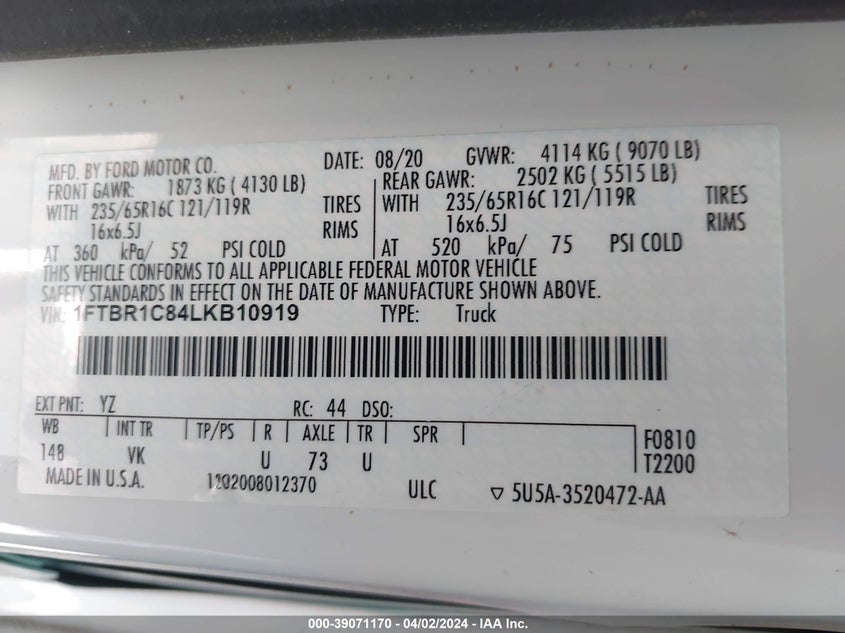 MFD. BY FORD MOTOR CO.
DATE: 08/20 GVWR: 4114 KG ( 9070 LB)
FRONT GAWR: 1873 KG ( 4130 LB)
WITH 235/65R16C 121/119R TIRES
16x6.5J RIMS
AT 360 kPa/ 52 PSI COLD
REAR GAWR: 2502 KG ( 5515 LB)
WITH 235/65R16C 121/119R TIRES
16x6.5J RIMS
AT 520 kPa/ 75 PSI COLD
THIS VEHICLE CONFORMS TO ALL APPLICABLE FEDERAL MOTOR VEHICLE
SAFETY STANDARDS IN EFFECT ON THE DATE OF MANUFACTURE SHOWN ABOVE.
VIN: 1FTBR1C84LKB10919 TYPE: Truck
EXT PNT: YZ RC: 44 DSO:
WB INT TR TP/PS R AXLE TR SPR
148 VK U 73 U
F0810
T2200
MADE IN U.S.A. 1202008012370 ULC ▽ 5U5A-3520472-AA
000-39071170 - 04/02/2024 - IAA Inc.